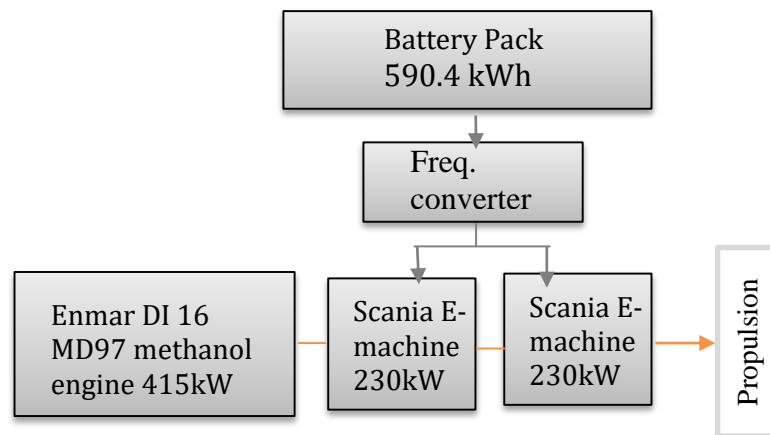 Battery Pack
590.4 kWh
Freq.
converter
Enmar DI 16
MD97 methanol
engine 415kW
Scania E-
machine
230kW
Scania E-
machine
230kW
Propulsion